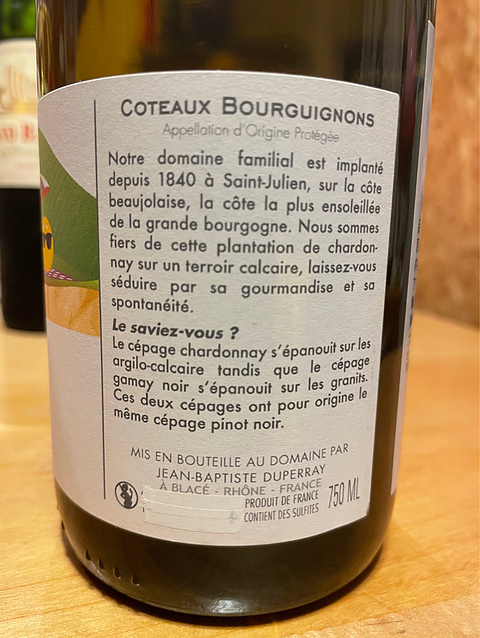 COTEAUX BOURGUIGNONS
Appellation d'Origine Protégée
Notre domaine familial est implanté
depuis 1840 à Saint-Julien, sur la côte
beaujolaise, la côte la plus ensoleillée
de la grande bourgogne. Nous sommes
fiers de cette plantation de chardon-
nay sur un terroir calcaire, laissez-vous
séduire par sa gourmandise et sa
spontanéité.
Le saviez-vous ?
Le cépage chardonnay s'épanouit sur les
argilo-calcaire tandis que le cépage
gamay noir s'épanouit sur les granits.
Ces deux cépages ont pour origine le
même cépage pinot noir.
MIS EN BOUTEILLE AU DOMAINE PAR
JEAN-BAPTISTE DUPERRAY
À BLACÉ - RHÔNE - FRANCE
PRODUIT DE FRANCE
CONTIENT DES SULFITES
750 ML